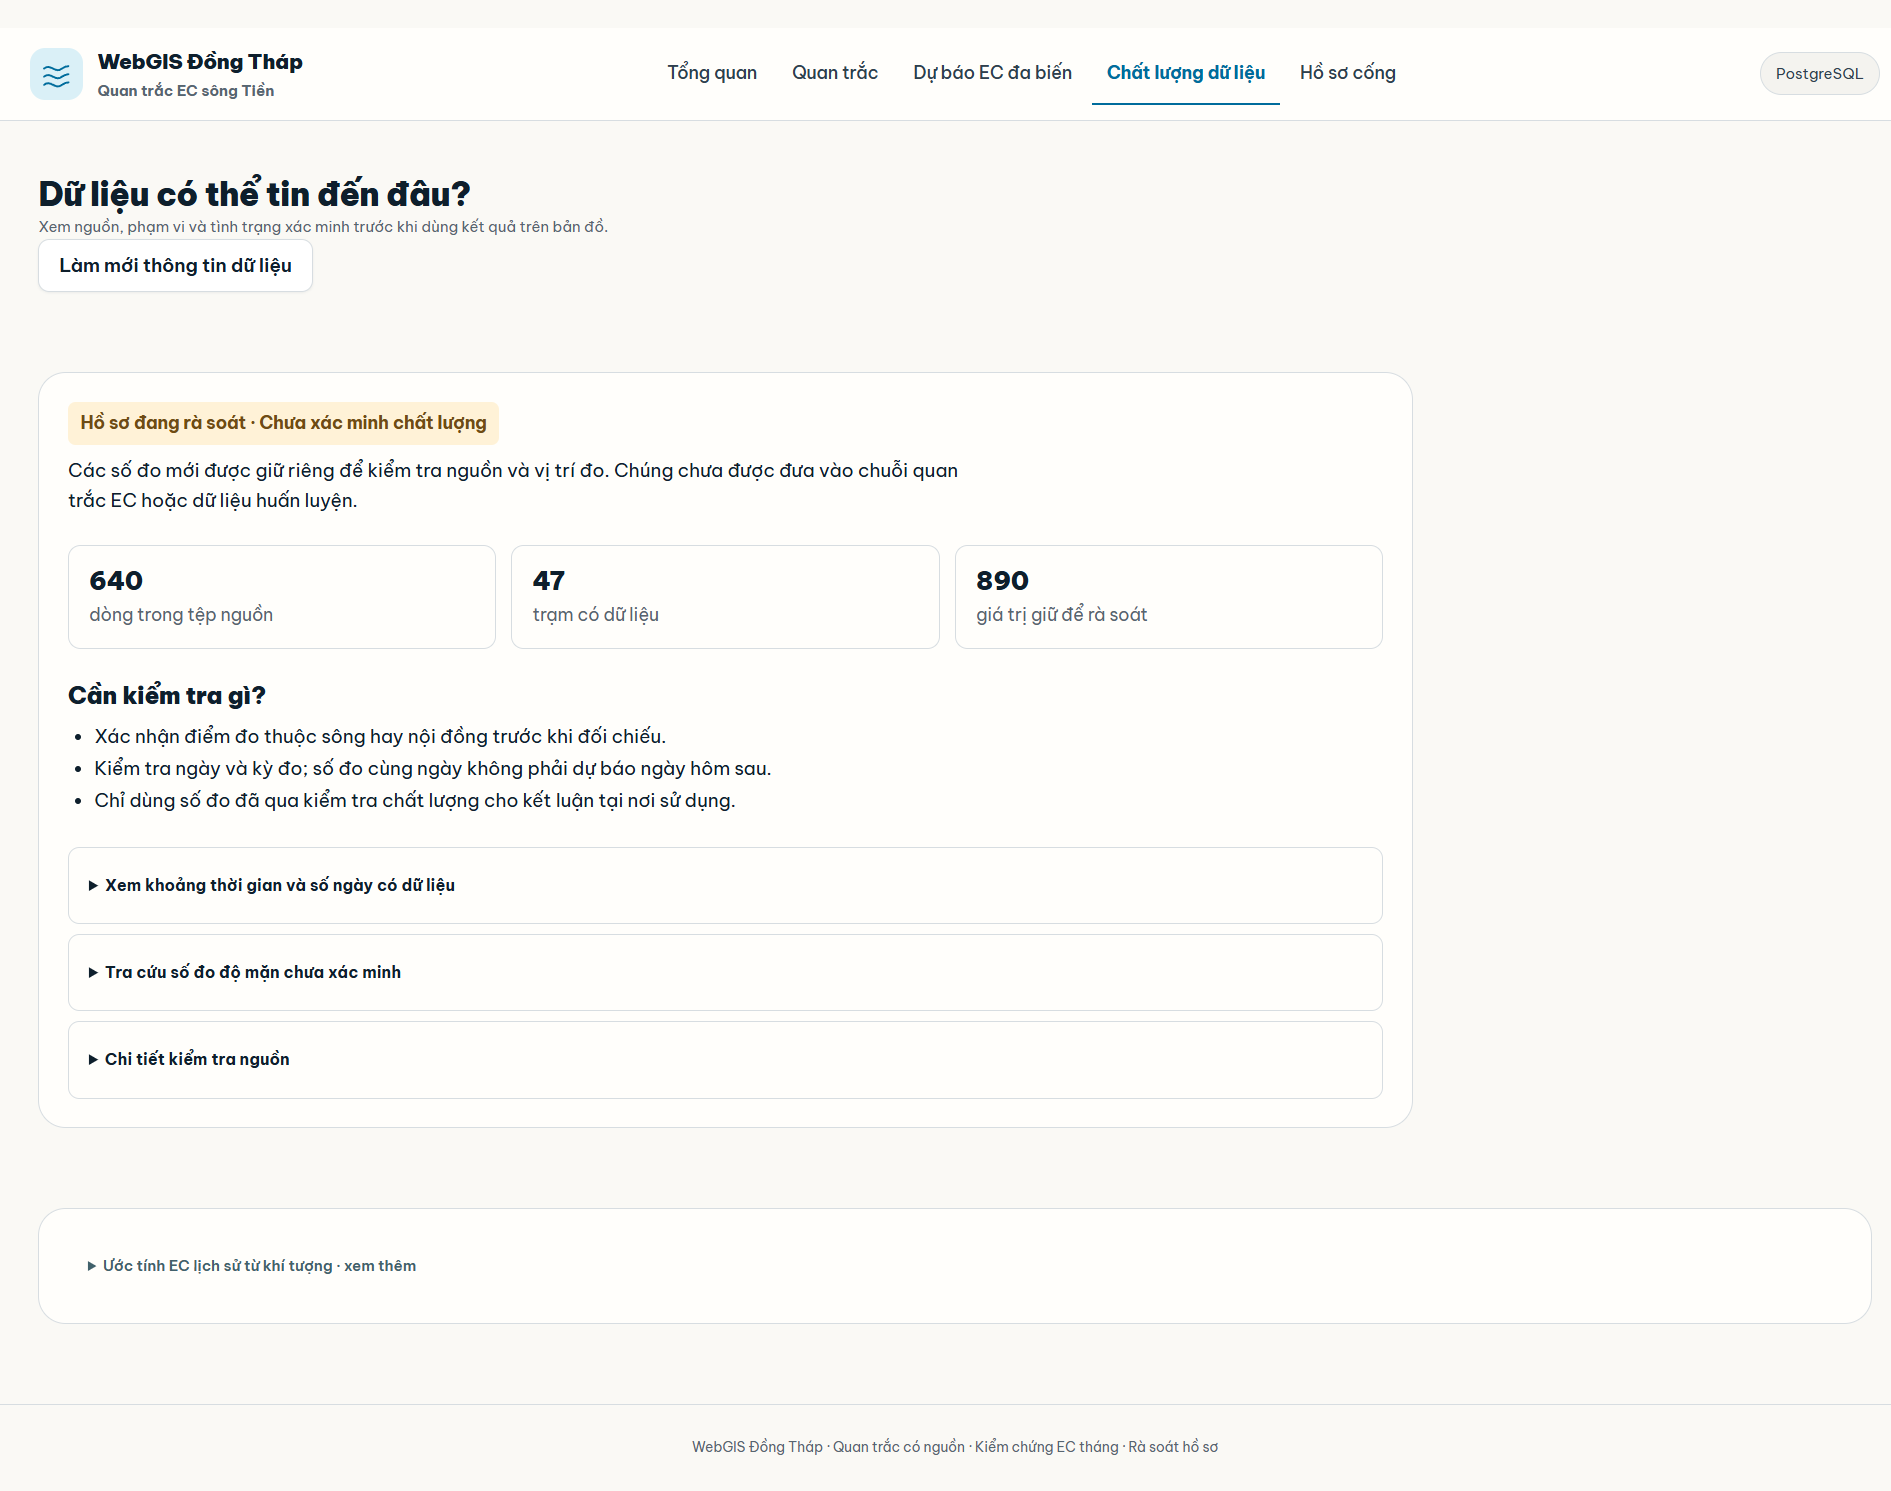 WebGIS Đồng Tháp
Quan trắc EC sông Tiền
Tổng quan
Quan trắc
Dự báo EC đa biến
Chất lượng dữ liệu
Hồ sơ cống
PostgreSQL
Dữ liệu có thể tin đến đâu?
Xem nguồn, phạm vi và tình trạng xác minh trước khi dùng kết quả trên bản đồ.
Làm mới thông tin dữ liệu
Hồ sơ đang rà soát · Chưa xác minh chất lượng
Các số đo mới được giữ riêng để kiểm tra nguồn và vị trí đo. Chúng chưa được đưa vào chuỗi quan
trắc EC hoặc dữ liệu huấn luyện.
640
dòng trong tệp nguồn
47
trạm có dữ liệu
890
giá trị giữ để rà soát
Cần kiểm tra gì?
• Xác nhận điểm đo thuộc sông hay nội đồng trước khi đối chiếu.
• Kiểm tra ngày và kỳ đo; số đo cùng ngày không phải dự báo ngày hôm sau.
• Chỉ dùng số đo đã qua kiểm tra chất lượng cho kết luận tại nơi sử dụng.
▶ Xem khoảng thời gian và số ngày có dữ liệu
▶ Tra cứu số đo độ mặn chưa xác minh
▶ Chi tiết kiểm tra nguồn
▶ Ước tính EC lịch sử từ khí tượng · xem thêm
WebGIS Đồng Tháp · Quan trắc có nguồn · Kiểm chứng EC tháng · Rà soát hồ sơ